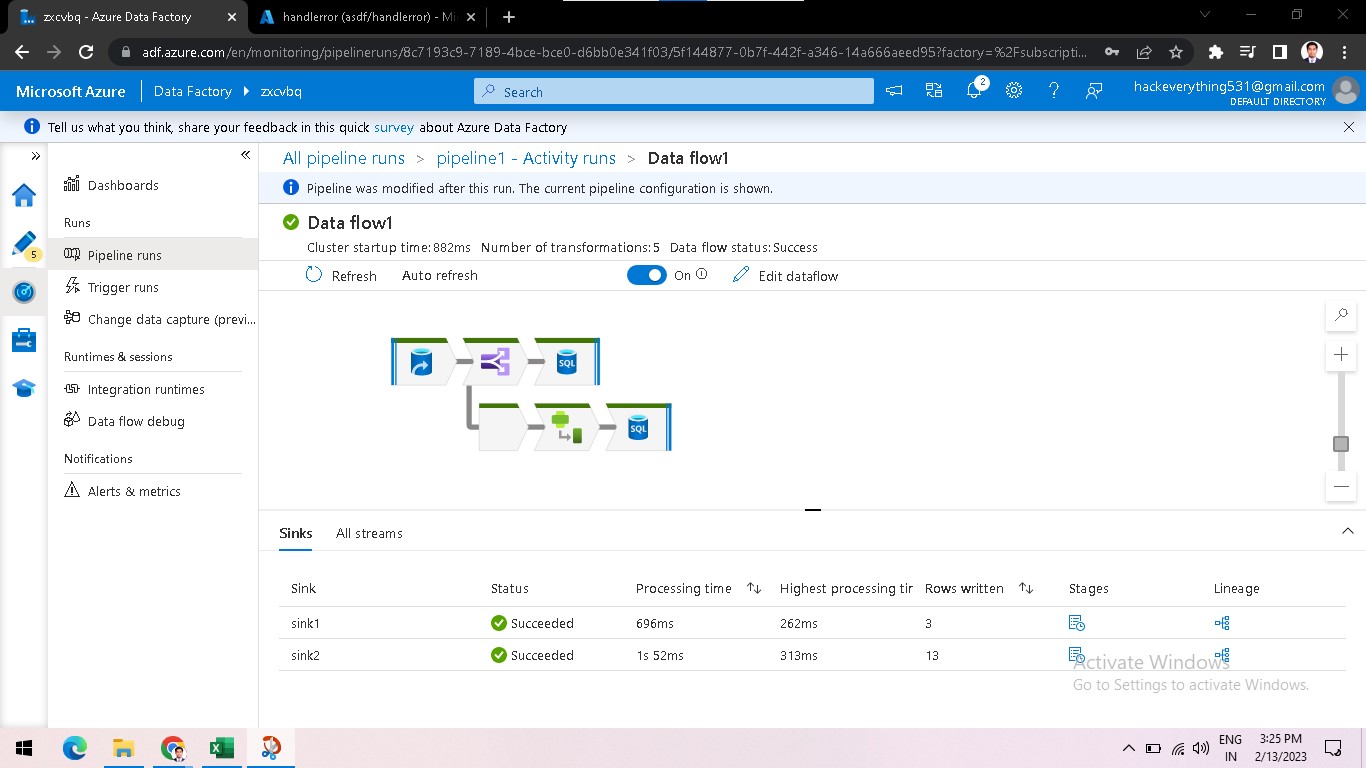 zxcvbq - Azure Data Factory
handlerror (asdf/handlerror) - Mi
adf.azure.com/en/monitoring/pipelineruns/8c7193c9-7189-4bce-bce0-d6bb0e341f03/5f144877-0b7f-442f-a346-14a666aeed95?factory=%2Fsubscripti...
Microsoft Azure Data Factory zxcvbq
Search
2
hackeverything531@gmail.com
DEFAULT DIRECTORY
Tell us what you think, share your feedback in this quick survey about Azure Data Factory
5
Dashboards
Runs
Pipeline runs
Trigger runs
Change data capture (previ...
Runtimes & sessions
Integration runtimes
Data flow debug
Notifications
Alerts & metrics
All pipeline runs > pipeline1 - Activity runs > Data flow1
Pipeline was modified after this run. The current pipeline configuration is shown.
Data flow1
Cluster startup time: 882ms Number of transformations: 5 Data flow status: Success
Refresh Auto refresh On Edit dataflow
SQL
SQL
Sinks All streams
Sink Status Processing time Highest processing tir Rows written Stages Lineage
sink1 Succeeded 696ms 262ms 3
sink2 Succeeded 1s 52ms 313ms 13
Activate Windows
Go to Settings to activate Windows.
ENG
IN
3:25 PM
2/13/2023